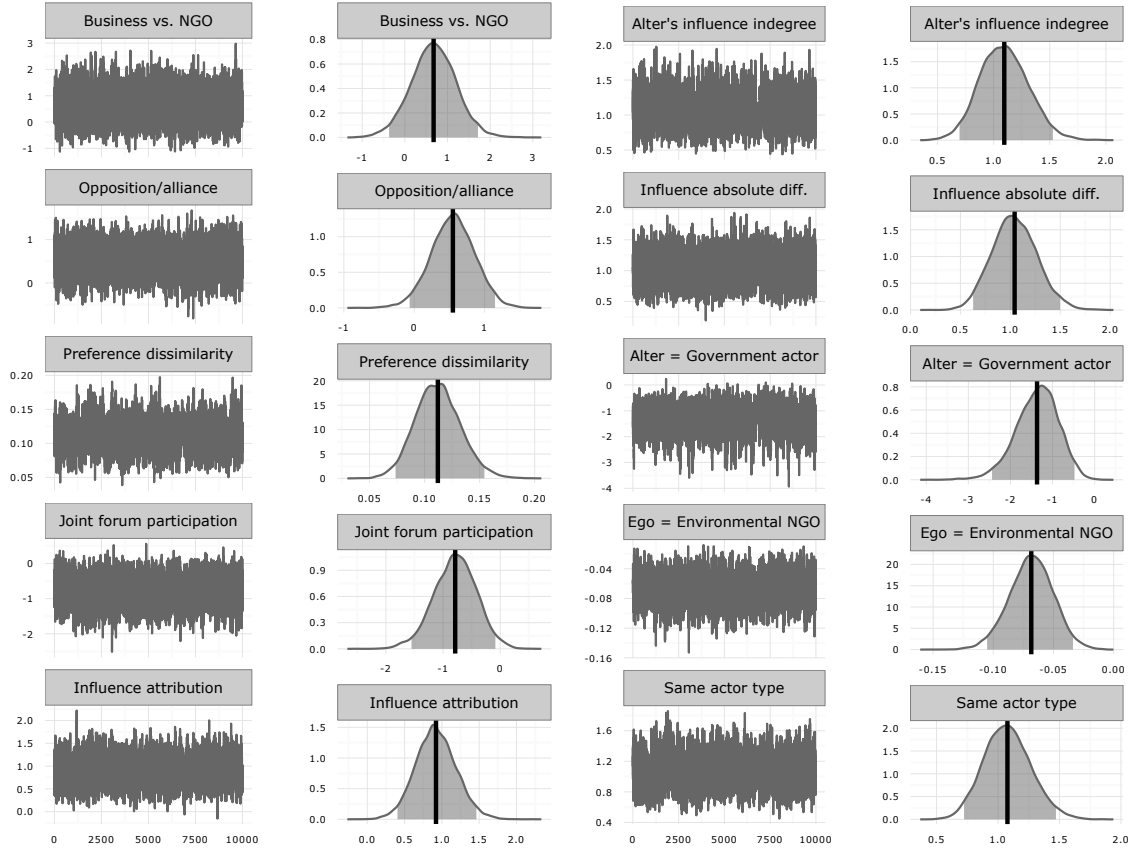 Business vs. NGO
3
2
1
0
-1
Business vs. NGO
0.8
0.6
0.4
0.2
0.0
-1 0 1 2 3
Alter's influence indegree
2.0
1.5
1.0
0.5
Alter's influence indegree
1.5
1.0
0.5
0.0
0.5 1.0 1.5 2.0
Opposition/alliance
1
0
Opposition/alliance
1.0
0.5
0.0
-1 0 1
Influence absolute diff.
2.0
1.5
1.0
0.5
Influence absolute diff.
1.5
1.0
0.5
0.0
0.0 0.5 1.0 1.5 2.0
Preference dissimilarity
0.20
0.15
0.10
0.05
Preference dissimilarity
20
15
10
5
0
0.05 0.10 0.15 0.20
Alter = Government actor
0
-1
-2
-3
-4
Alter = Government actor
0.8
0.6
0.4
0.2
0.0
-4 -3 -2 -1 0
Joint forum participation
0
-1
-2
Joint forum participation
0.9
0.6
0.3
0.0
-2 -1 0
Ego = Environmental NGO
-0.04
-0.08
-0.12
-0.16
Ego = Environmental NGO
20
15
10
5
0
-0.15 -0.10 -0.05 0.00
Influence attribution
2.0
1.5
1.0
0.5
0.0
0 2500 5000 7500 10000
Influence attribution
1.5
1.0
0.5
0.0
0.0 0.5 1.0 1.5 2.0
Same actor type
1.6
1.2
0.8
0.4
0 2500 5000 7500 10000
Same actor type
2.0
1.5
1.0
0.5
0.0
0.5 1.0 1.5 2.0